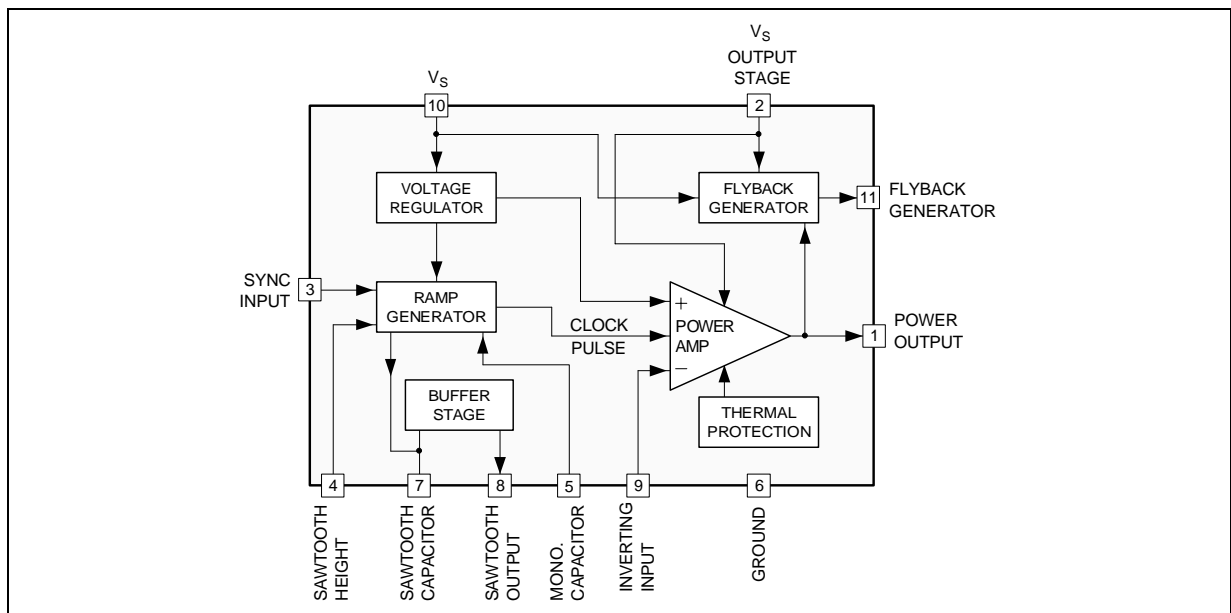 V_S
OUTPUT
STAGE
V_S
10
2
VOLTAGE
REGULATOR
FLYBACK
GENERATOR
11
FLYBACK
GENERATOR
SYNC
INPUT
3
RAMP
GENERATOR
CLOCK
PULSE
+
POWER
AMP
−
1
POWER
OUTPUT
BUFFER
STAGE
THERMAL
PROTECTION
4
7
8
5
9
6
SAWTOOTH
HEIGHT
SAWTOOTH
CAPACITOR
SAWTOOTH
OUTPUT
MONO.
CAPACITOR
INVERTING
INPUT
GROUND